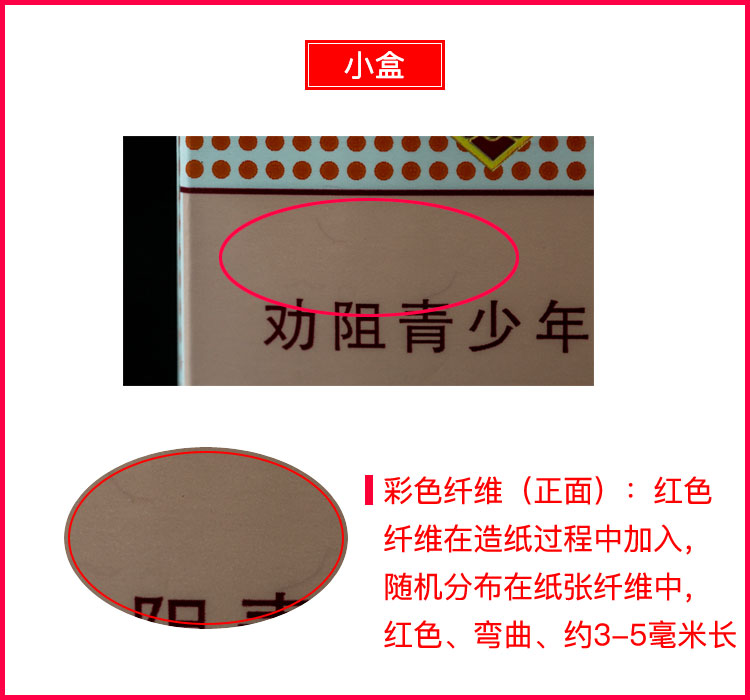 小盒
劝阻青少年
阻青
彩色纤维（正面）：红色
纤维在造纸过程中加入，
随机分布在纸张纤维中，
红色、弯曲、约3-5毫米长